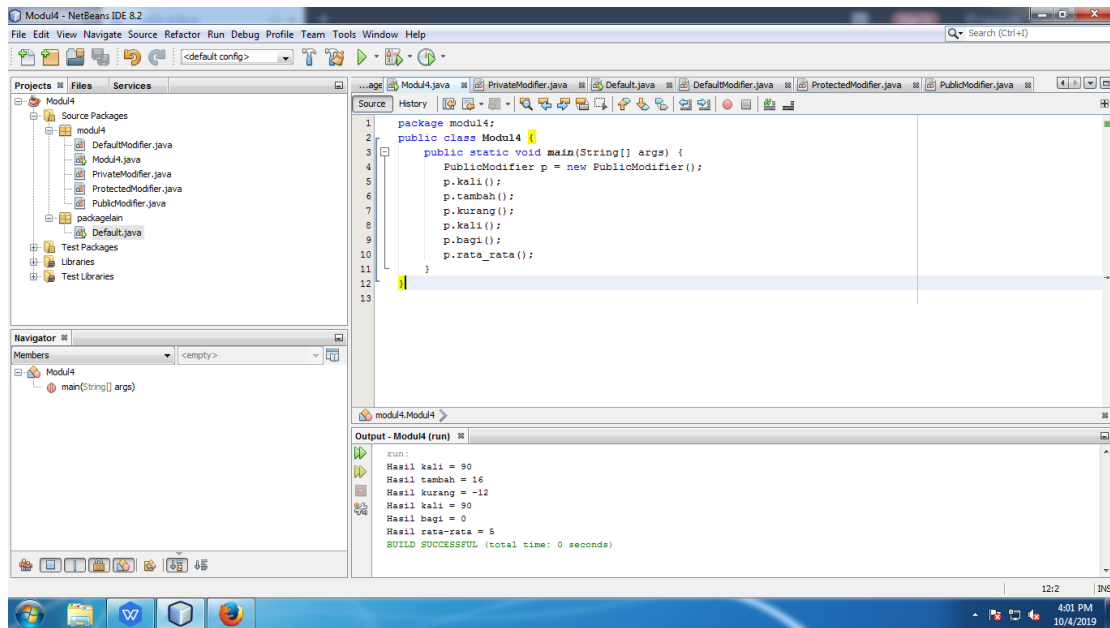 Modul4 - NetBeans IDE 8.2
File Edit View Navigate Source Refactor Run Debug Profile Team Tools Window Help
Search (Ctrl+I)
<default config>
Projects Files Services
Modul4
Source Packages
modul4
DefaultModifier.java
Modul4.java
PrivateModifier.java
ProtectedModifier.java
PublicModifier.java
packagelain
Default.java
Test Packages
Libraries
Test Libraries
Navigator
Members <empty>
Modul4
main(String[] args)
...age Modul4.java PrivateModifier.java Default.java DefaultModifier.java ProtectedModifier.java PublicModifier.java
Source History
1 package modul4;
2 public class Modul4 {
3 public static void main(String[] args) {
4 PublicModifier p = new PublicModifier();
5 p.kali();
6 p.tambah();
7 p.kurang();
8 p.kali();
9 p.bagi();
10 p.rata_rata();
11 }
12 }
13
modul4.Modul4
Output - Modul4 (run)
run:
Hasil kali = 90
Hasil tambah = 16
Hasil kurang = -12
Hasil kali = 90
Hasil bagi = 0
Hasil rata-rata = 5
BUILD SUCCESSFUL (total time: 0 seconds)
12:2 INS
4:01 PM
10/4/2019